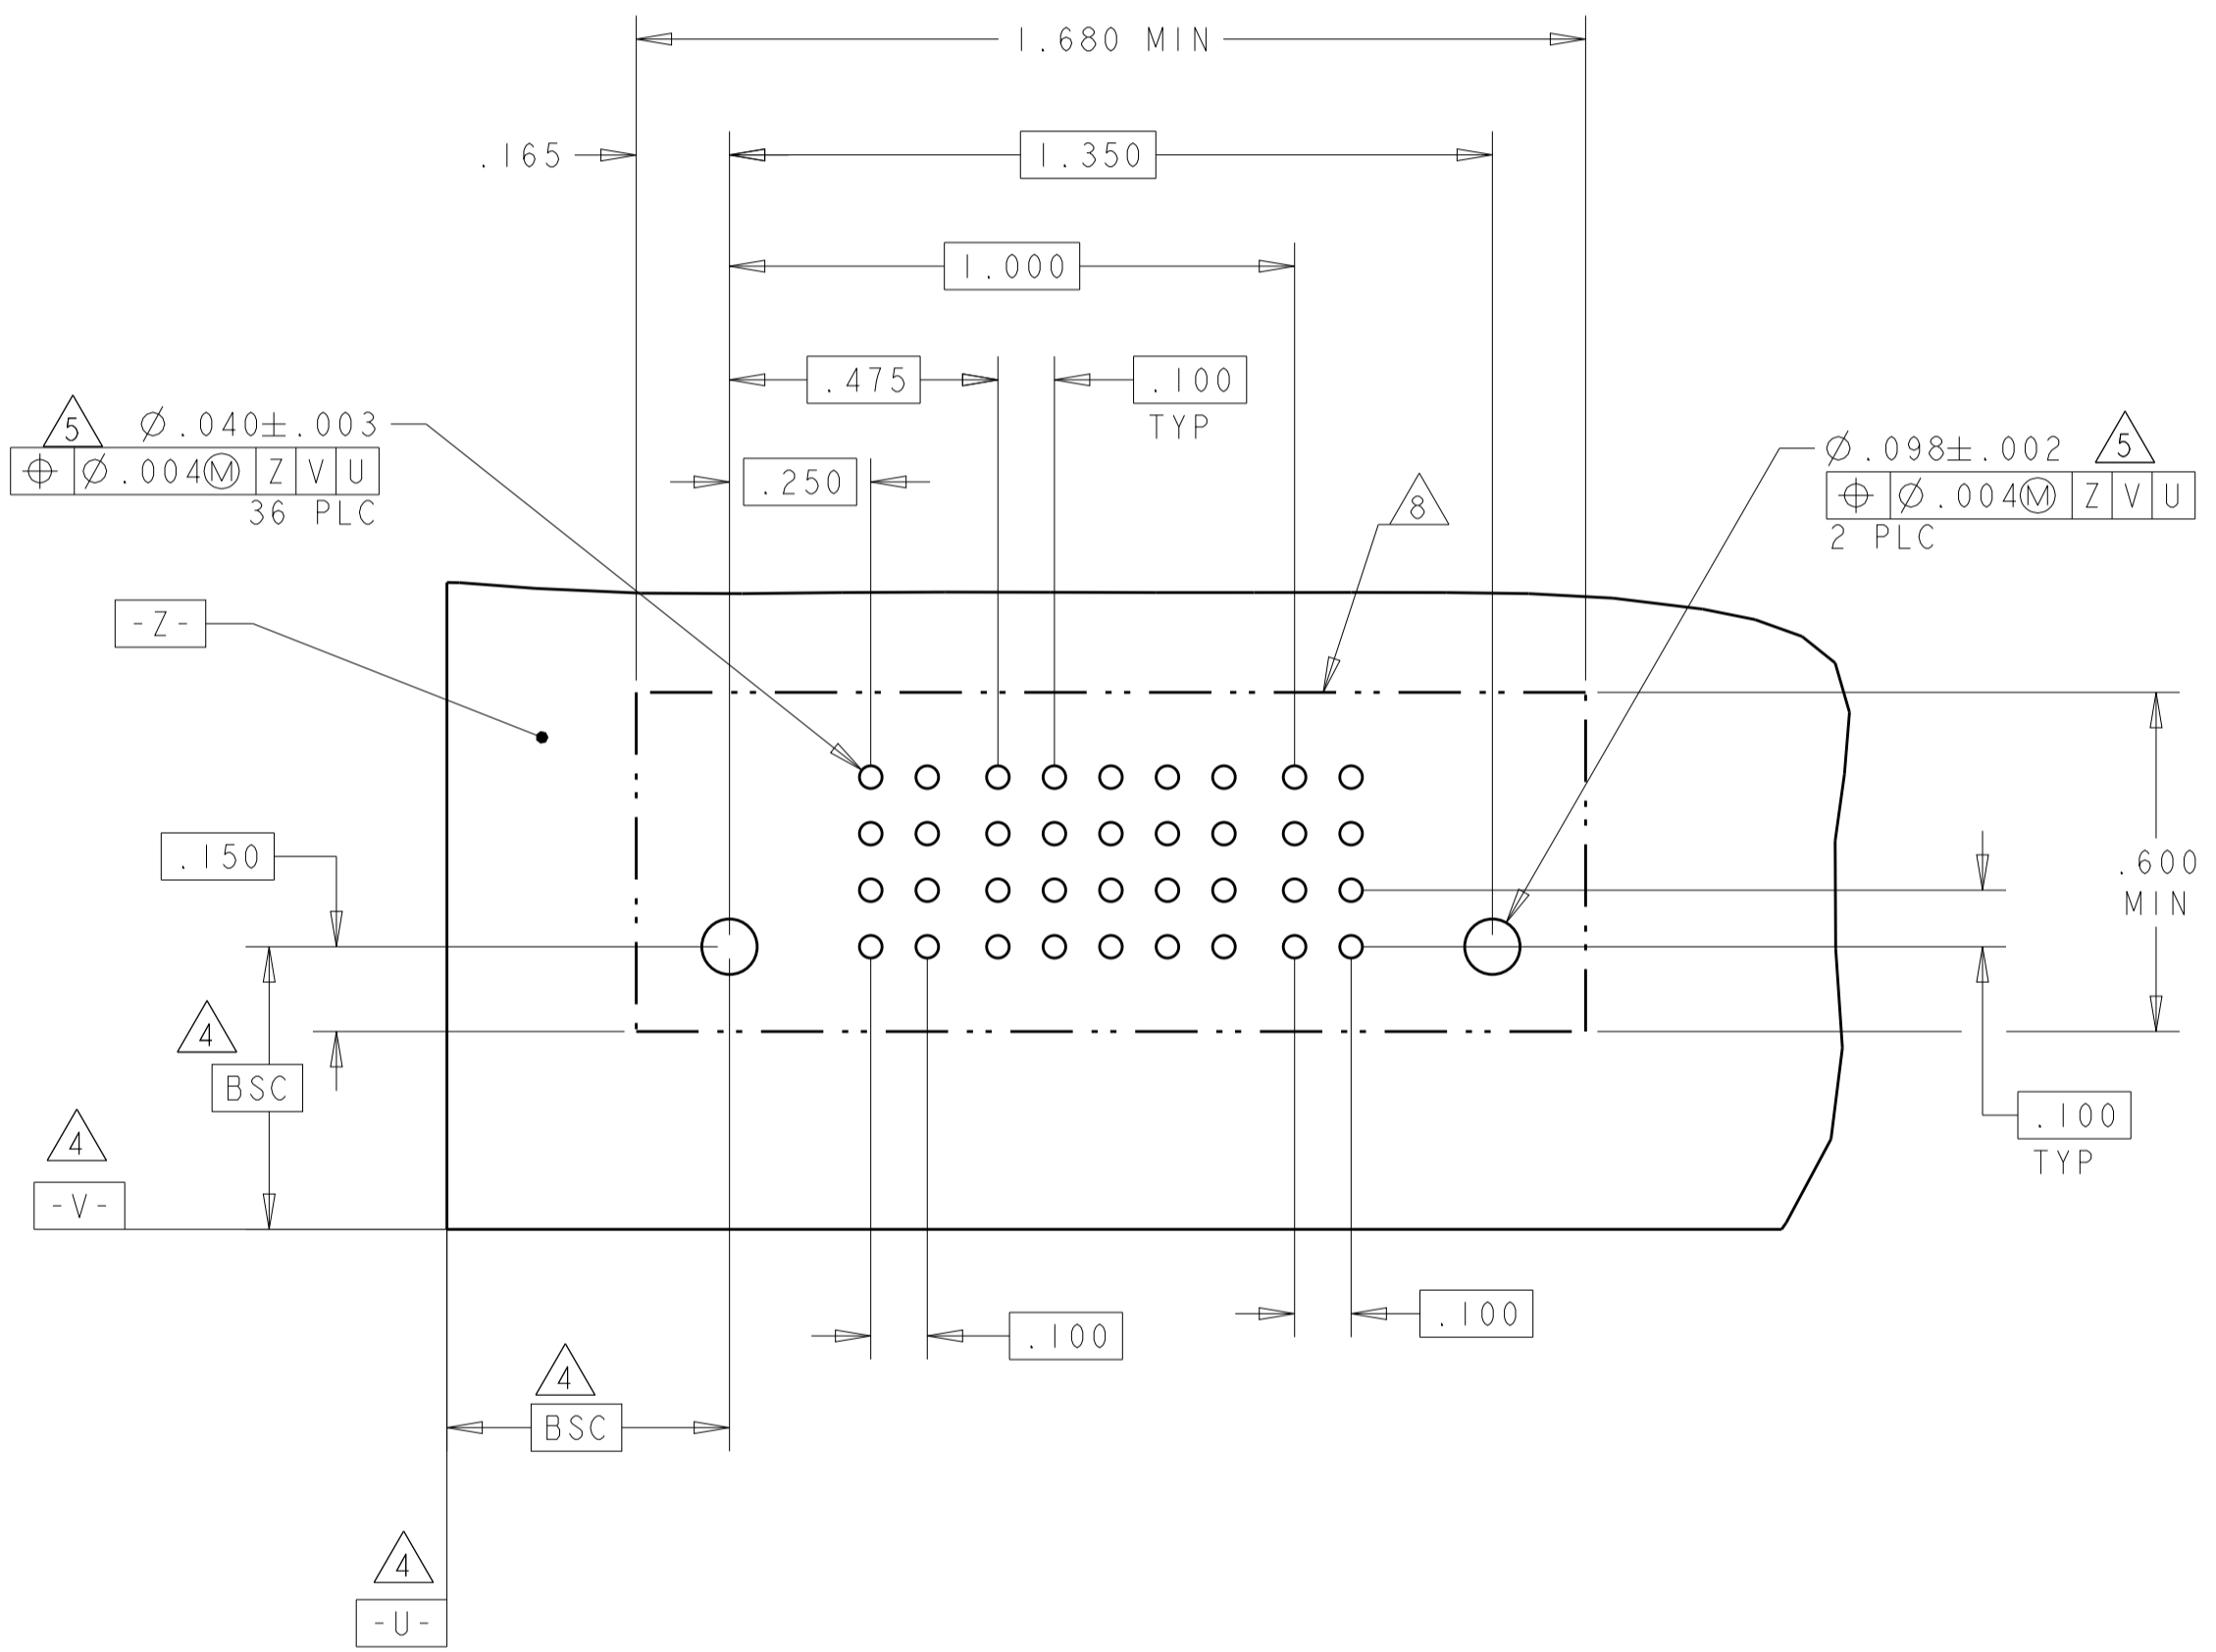 1.680 MIN
.165
1.350
1.000
.475
.100
TYP
5
⌀.040±.003
⌖ ⌀.004Ⓜ Z V U
36 PLC
.250
8
⌀.098±.002
5
⌖ ⌀.004Ⓜ Z V U
2 PLC
-Z-
.150
.600
MIN
4
BSC
4
-V-
.100
TYP
.100
.100
4
BSC
4
-U-